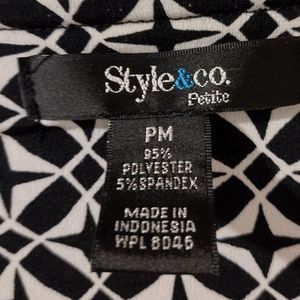 Style&co.
Petite
PM
95%
POLYESTER
5% SPANDEX
MADE IN
INDONESIA
WPL 8046